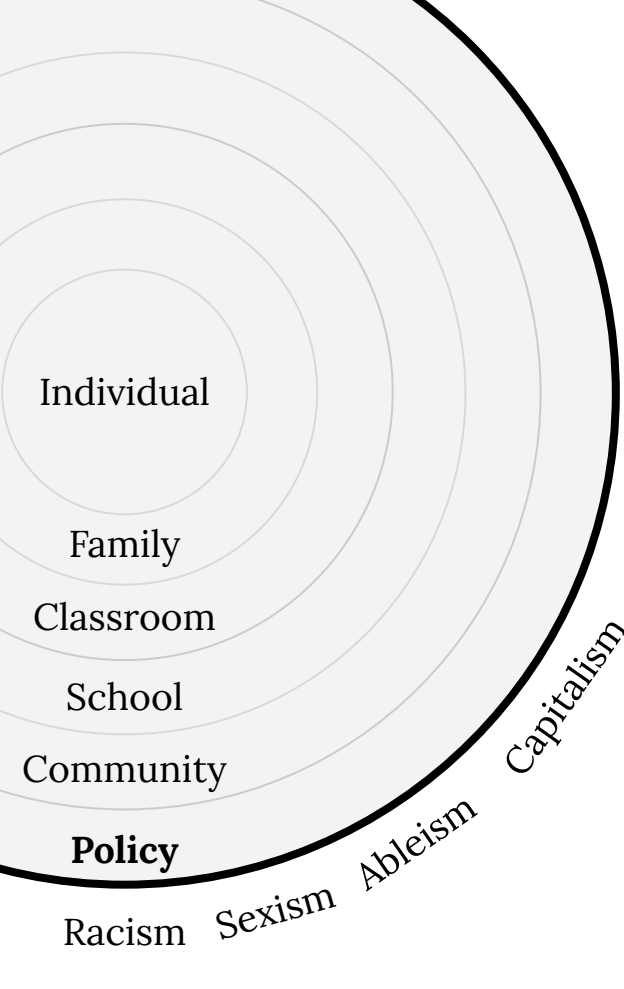 Individual
Family
Classroom
School
Community
Policy
Racism
Sexism
Ableism
Capitalism